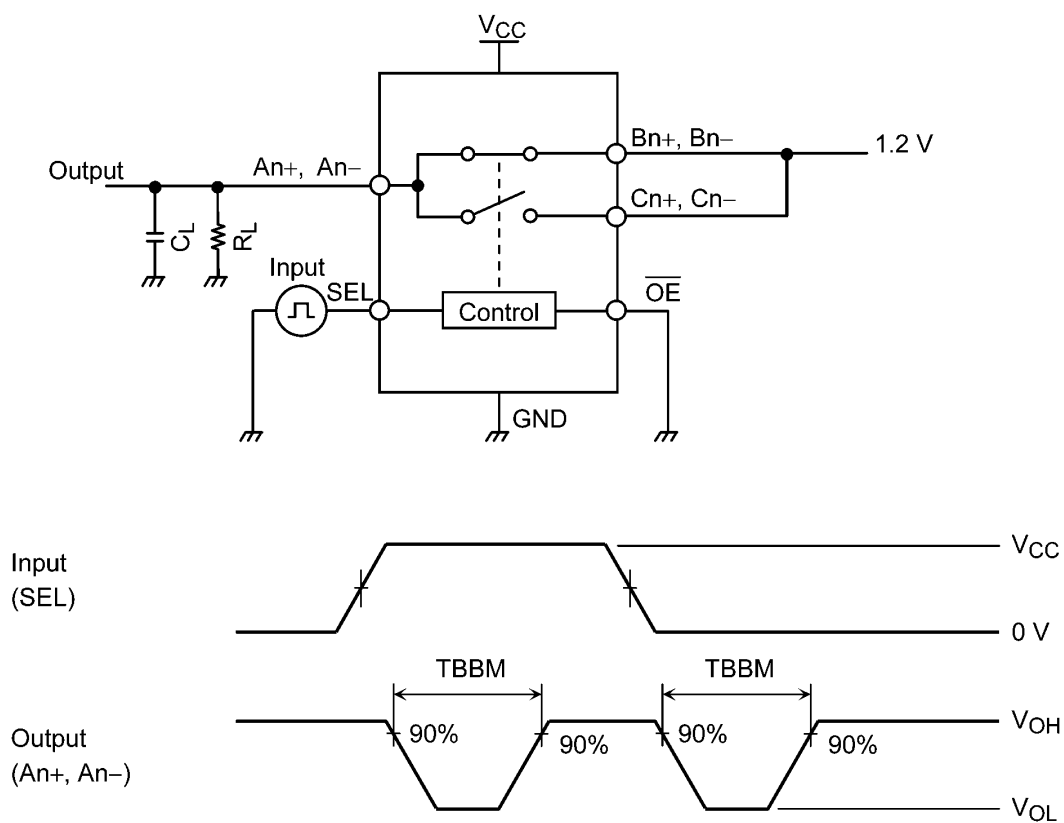 VCC
Output
An+, An−
Bn+, Bn−
1.2 V
Cn+, Cn−
CL
RL
Input
SEL
Control
OE
GND
Input
(SEL)
VCC
0 V
TBBM
TBBM
Output
(An+, An−)
90%
90%
90%
90%
VOH
VOL